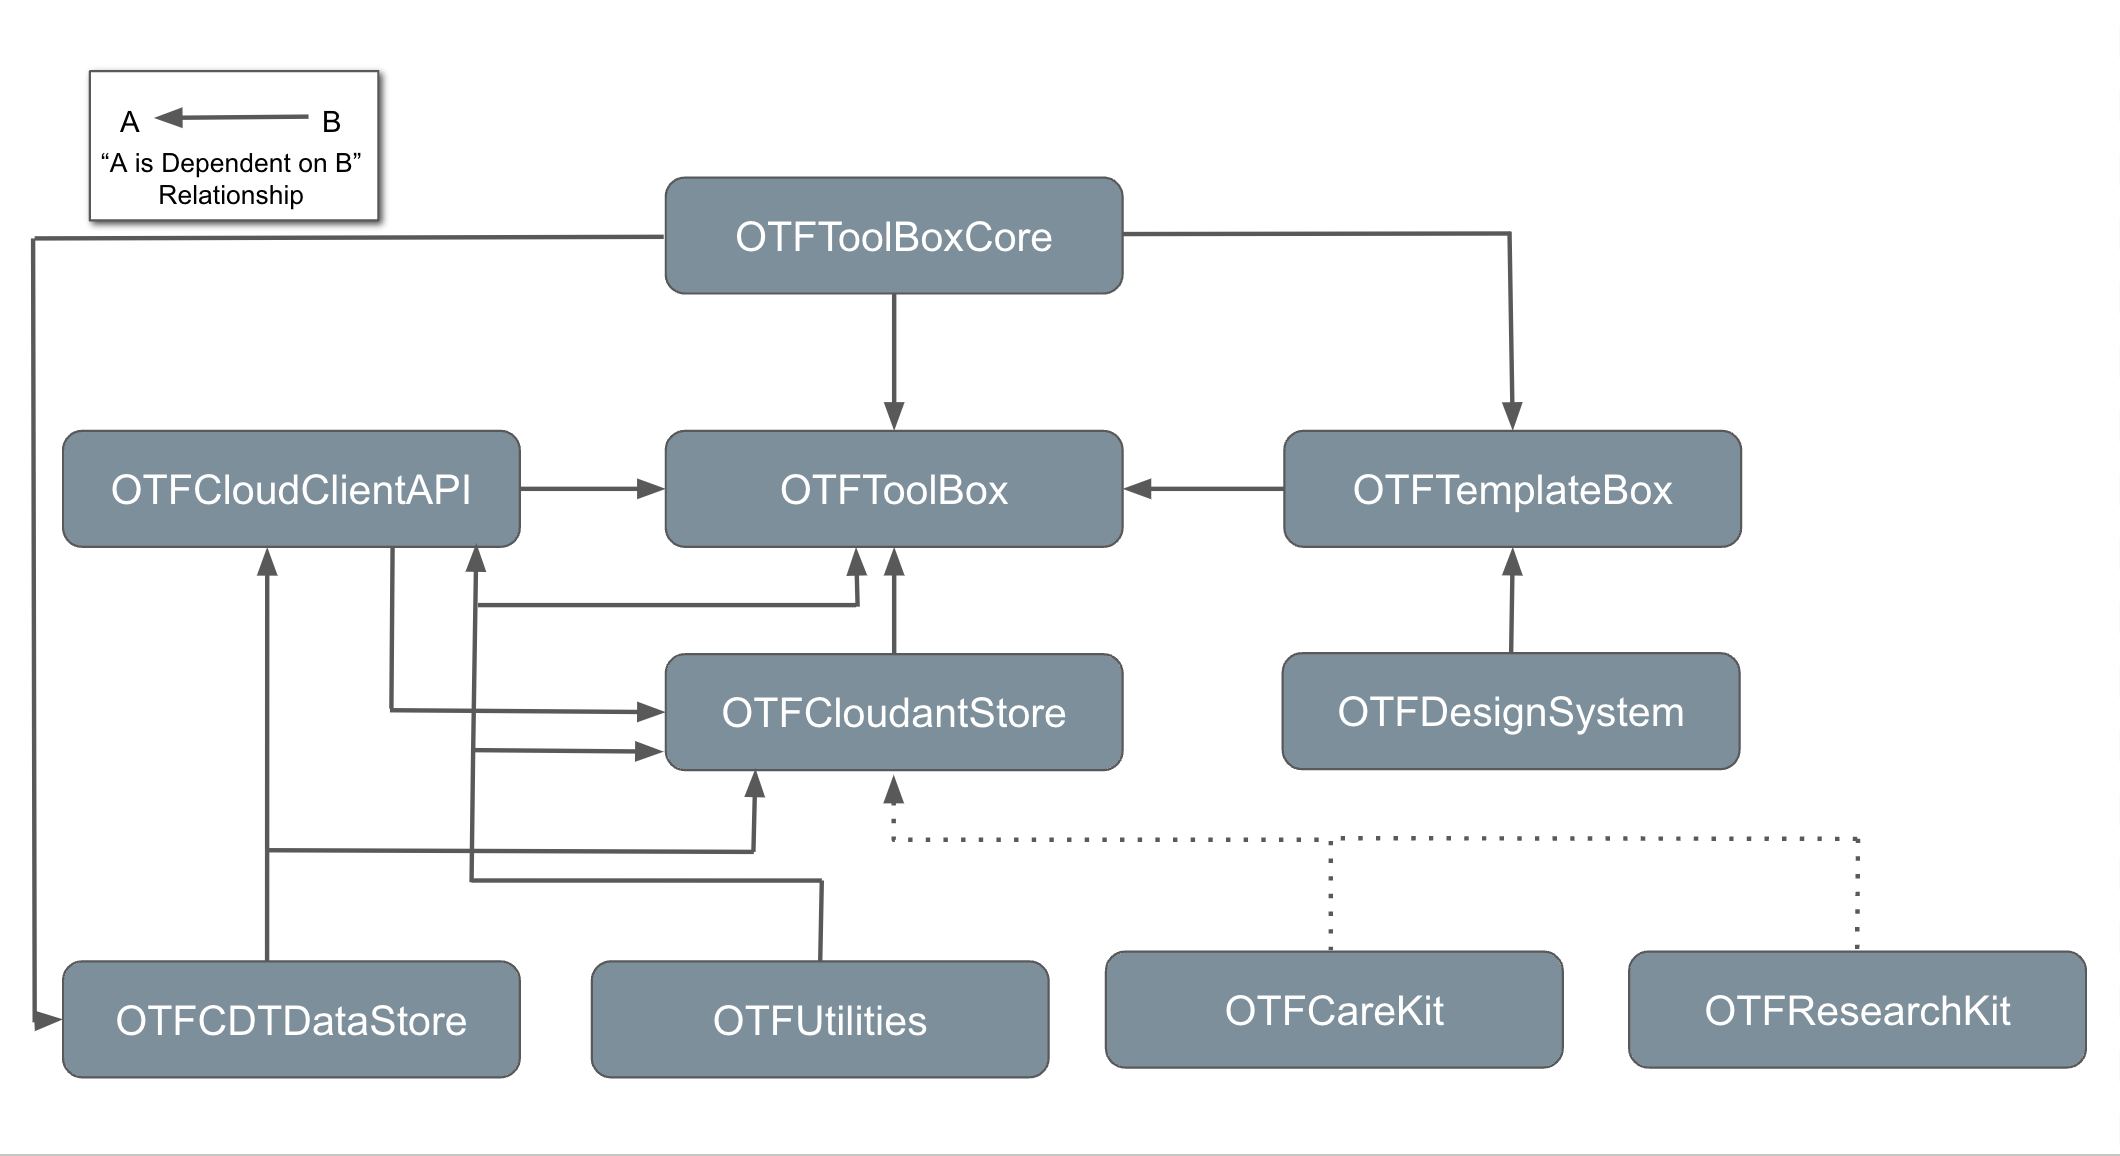 A B
“A is Dependent on B”
Relationship
OTFToolBoxCore
OTFCloudClientAPI
OTFToolBox
OTFTemplateBox
OTFCloudantStore
OTFDesignSystem
OTFCDTDataStore
OTFUtilities
OTFCareKit
OTFResearchKit